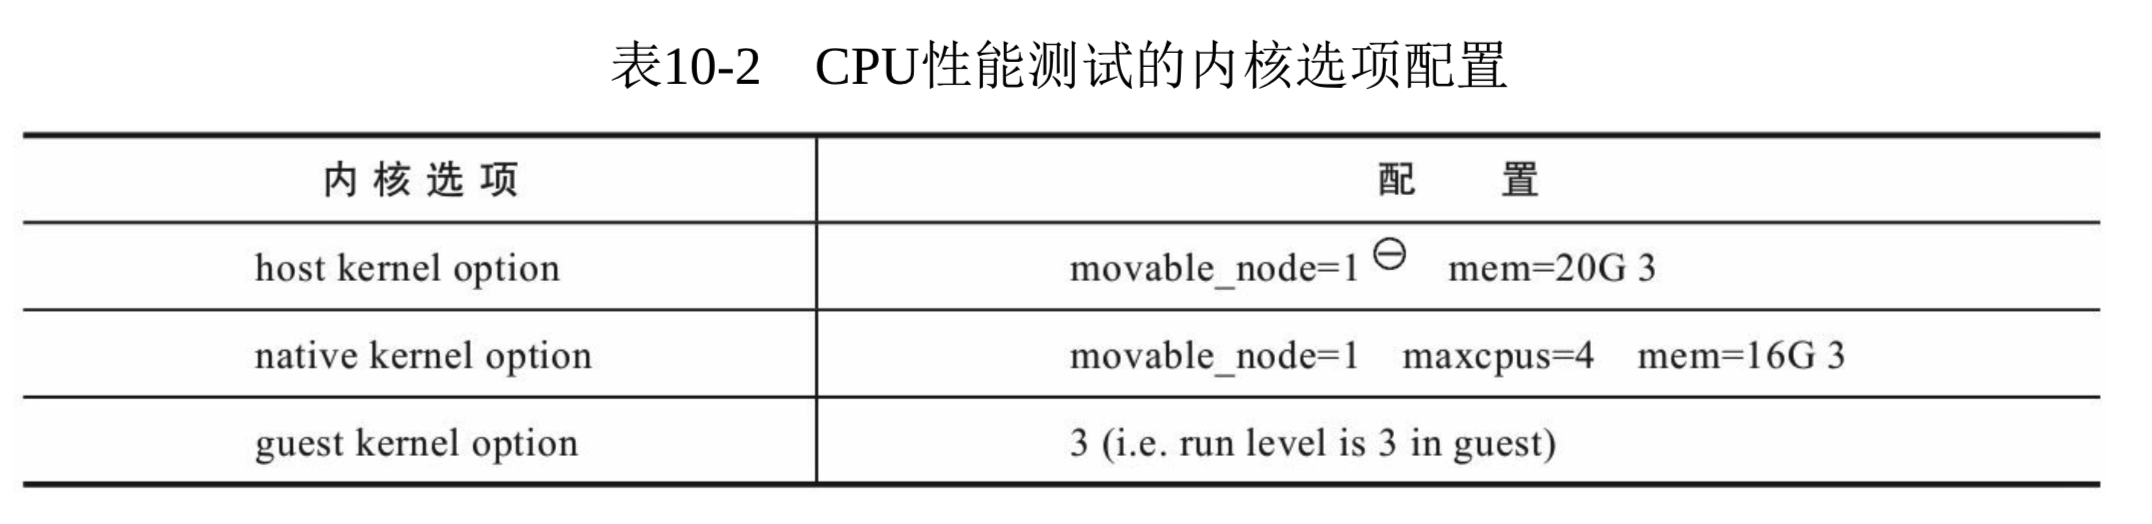 表10-2 CPU性能测试的内核选项配置
内核选项 配置
host kernel option movable_node=1 ㊀ mem=20G 3
native kernel option movable_node=1 maxcpus=4 mem=16G 3
guest kernel option 3 (i.e. run level is 3 in guest)